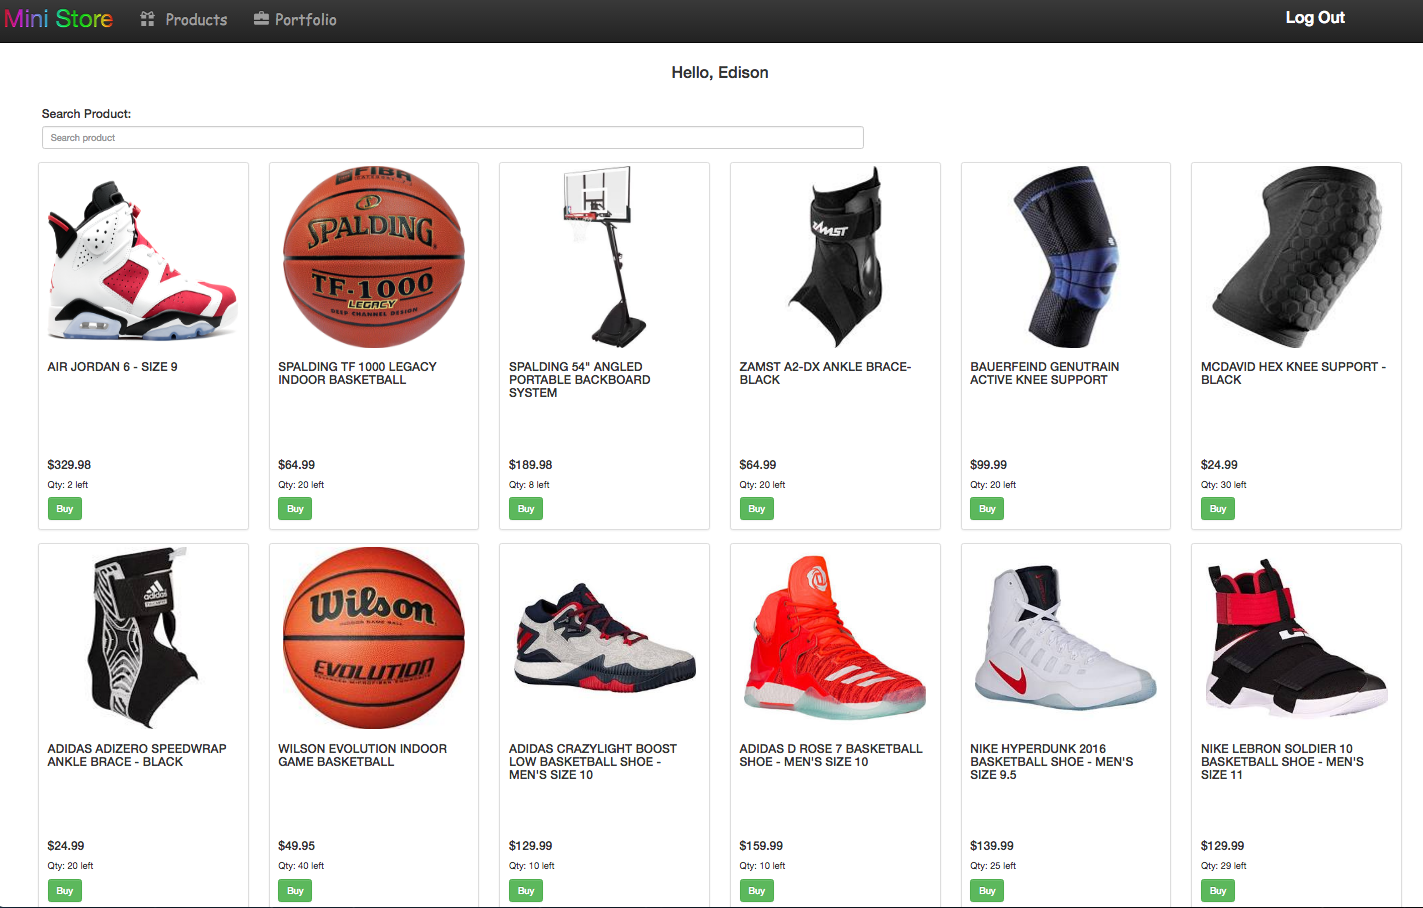 Mini Store
Products
Portfolio
Log Out
Hello, Edison
Search Product:
Search product
FIBA
SPALDING
TF-1000
LEGACY
DEEP CHANNEL DESIGN
ZAMST
AIR JORDAN 6 - SIZE 9
$329.98
Qty: 2 left
Buy
SPALDING TF 1000 LEGACY
INDOOR BASKETBALL
$64.99
Qty: 20 left
Buy
SPALDING 54" ANGLED
PORTABLE BACKBOARD
SYSTEM
$189.98
Qty: 8 left
Buy
ZAMST A2-DX ANKLE BRACE-
BLACK
$64.99
Qty: 20 left
Buy
BAUERFEIND GENUTRAIN
ACTIVE KNEE SUPPORT
$99.99
Qty: 20 left
Buy
MCDAVID HEX KNEE SUPPORT -
BLACK
$24.99
Qty: 30 left
Buy
adidas
Wilson
INDOOR GAME BALL
EVOLUTION
ADIDAS ADIZERO SPEEDWRAP
ANKLE BRACE - BLACK
$24.99
Qty: 20 left
Buy
WILSON EVOLUTION INDOOR
GAME BASKETBALL
$49.95
Qty: 40 left
Buy
ADIDAS CRAZYLIGHT BOOST
LOW BASKETBALL SHOE -
MEN'S SIZE 10
$129.99
Qty: 10 left
Buy
ADIDAS D ROSE 7 BASKETBALL
SHOE - MEN'S SIZE 10
$159.99
Qty: 10 left
Buy
NIKE HYPERDUNK 2016
BASKETBALL SHOE - MEN'S
SIZE 9.5
$139.99
Qty: 25 left
Buy
NIKE LEBRON SOLDIER 10
BASKETBALL SHOE - MEN'S
SIZE 11
$129.99
Qty: 29 left
Buy